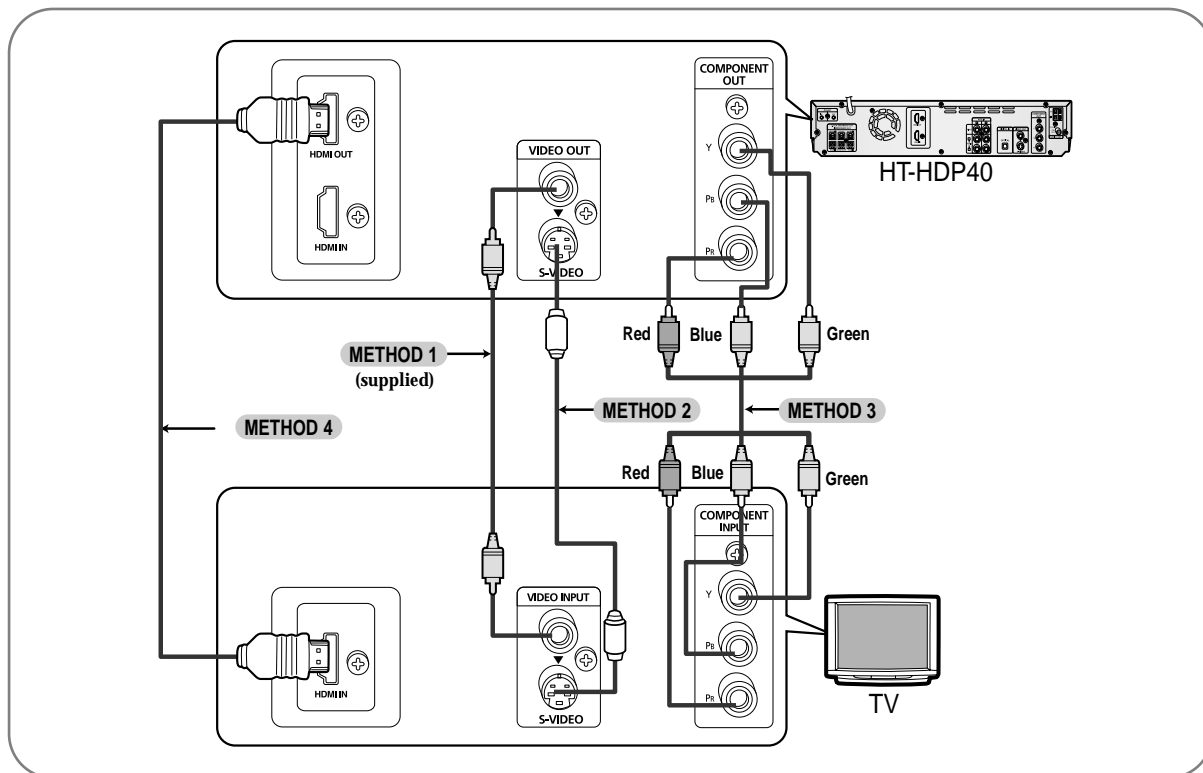 COMPONENT
OUT
Y
PB
PR
HDMI OUT
HDMI IN
VIDEO OUT
S-VIDEO
HT-HDP40
Red
Blue
Green
METHOD 1
(supplied)
METHOD 2
METHOD 3
METHOD 4
Red
Blue
Green
COMPONENT
INPUT
Y
PB
PR
VIDEO INPUT
S-VIDEO
HDMI IN
TV